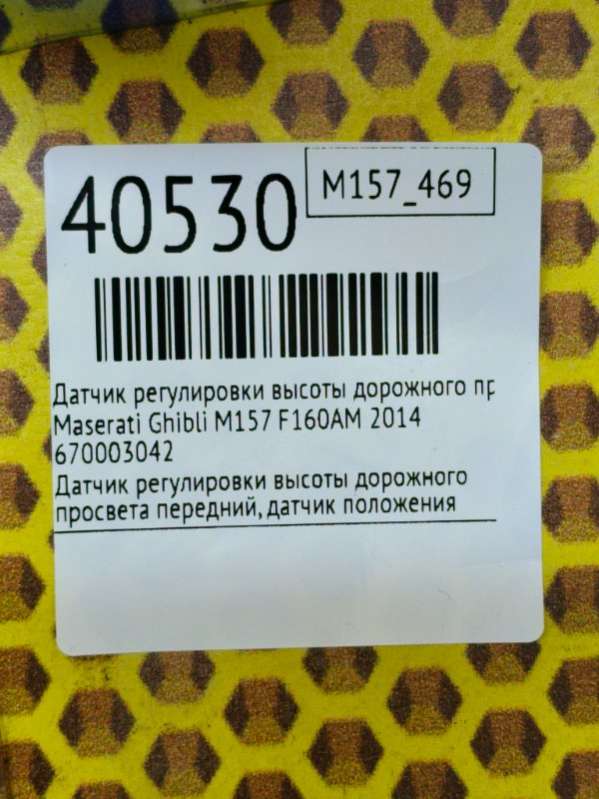 40530
M157_469
Датчик регулировки высоты дорожного пр
Maserati Ghibli M157 F160AM 2014
670003042
Датчик регулировки высоты дорожного
просвета передний, датчик положения